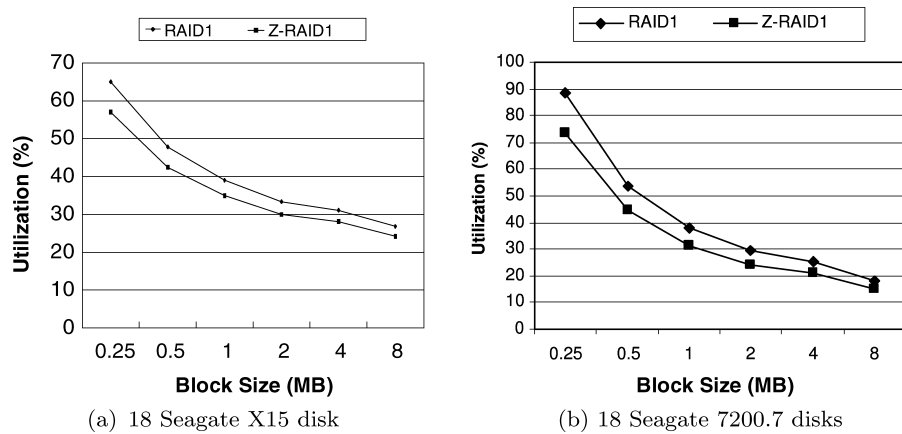 RAID1 Z-RAID1
70
60
50
40
30
20
10
0
Utilization (%)
0.25 0.5 1 2 4 8
Block Size (MB)
(a) 18 Seagate X15 disk
RAID1 Z-RAID1
100
90
80
70
60
50
40
30
20
10
0
Utilization (%)
0.25 0.5 1 2 4 8
Block Size (MB)
(b) 18 Seagate 7200.7 disks